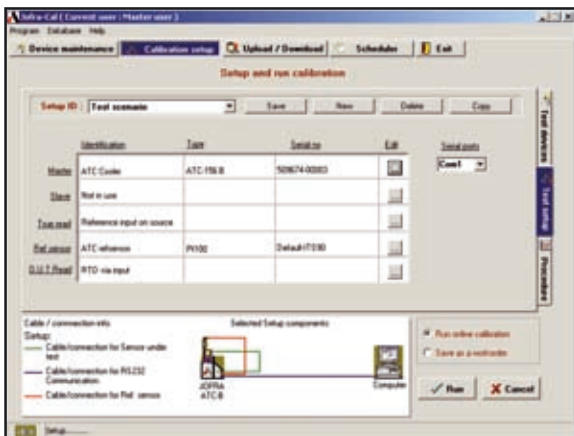 Jofra-Cal ( Current user : Master user )
Program Database Help
Device maintenance Calibration setup Upload / Download Scheduler Exit
Setup and run calibration
Setup ID : Test scenario Save New Delete Copy
Identification Type Serial no Edit Serial ports
Master ATC Cooler ATC-156 B 509674-00003 Com1
Slave Not in use
True read Reference input on source
Ref. sensor ATC refsensor Pt100 Default-ITS90
D.U.T. Read RTD via input
Test devices
Test setup
Procedure
Cable / connection info Selected Setup components
Setup:
Cable/connection for Sensor under test
Cable/connection for RS232 Communication
Cable/connection for Ref. sensor
JOFRA
ATC-B
Computer
Run online calibration
Save as a workorder
Run Cancel
Setup........